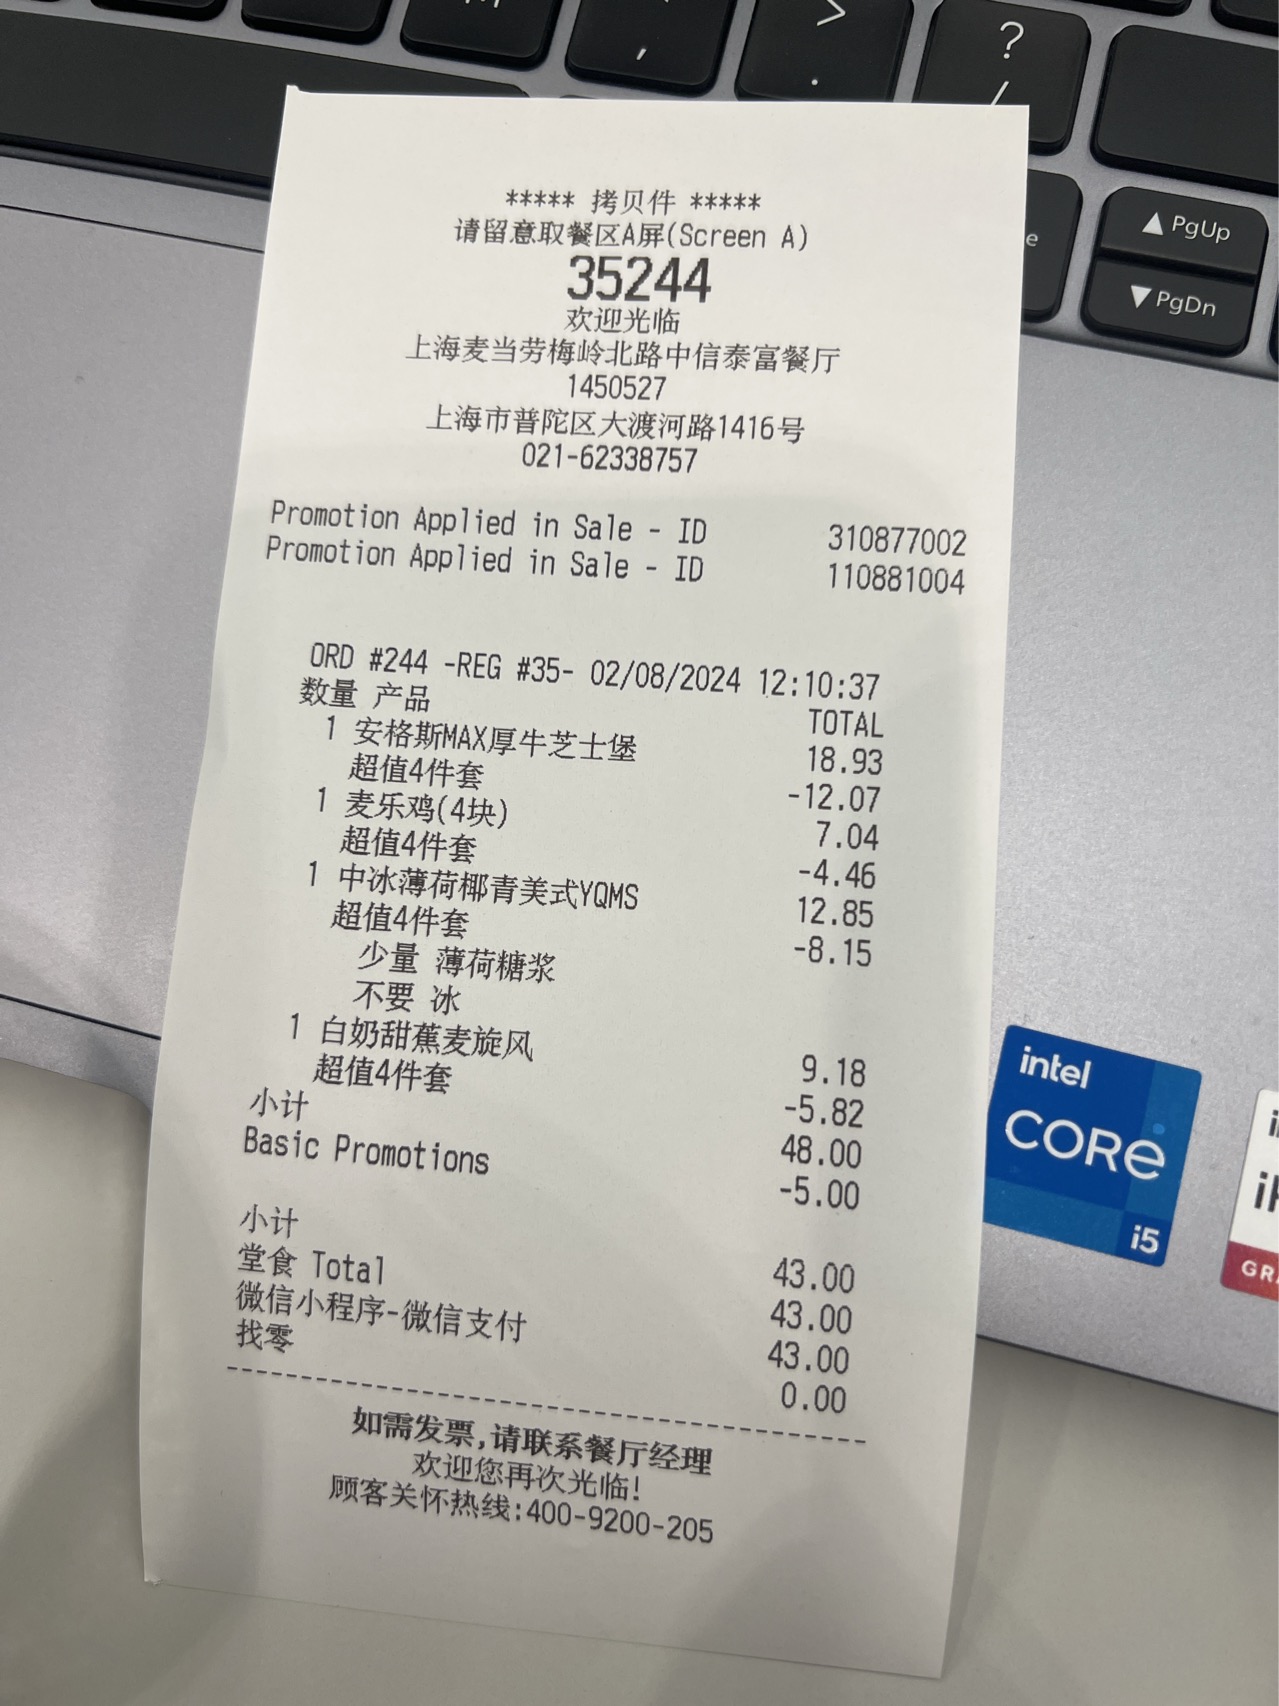 M
,
>
.
?
/
e
▲ PgUp
▼ PgDn
***** 拷贝件 *****
请留意取餐区A屏(Screen A)
35244
欢迎光临
上海麦当劳梅岭北路中信泰富餐厅
1450527
上海市普陀区大渡河路1416号
021-62338757
Promotion Applied in Sale - ID 310877002
Promotion Applied in Sale - ID 110881004
ORD #244 -REG #35- 02/08/2024 12:10:37
数量 产品 TOTAL
1 安格斯MAX厚牛芝士堡 18.93
超值4件套 -12.07
1 麦乐鸡(4块) 7.04
超值4件套 -4.46
1 中冰薄荷椰青美式YQMS 12.85
超值4件套 -8.15
少量 薄荷糖浆
不要 冰
1 白奶甜蕉麦旋风 9.18
超值4件套 -5.82
小计 48.00
Basic Promotions -5.00
小计 43.00
堂食 Total 43.00
微信小程序-微信支付 43.00
找零 0.00
如需发票,请联系餐厅经理
欢迎您再次光临!
顾客关怀热线:400-9200-205
intel
CORe
i5
GRA